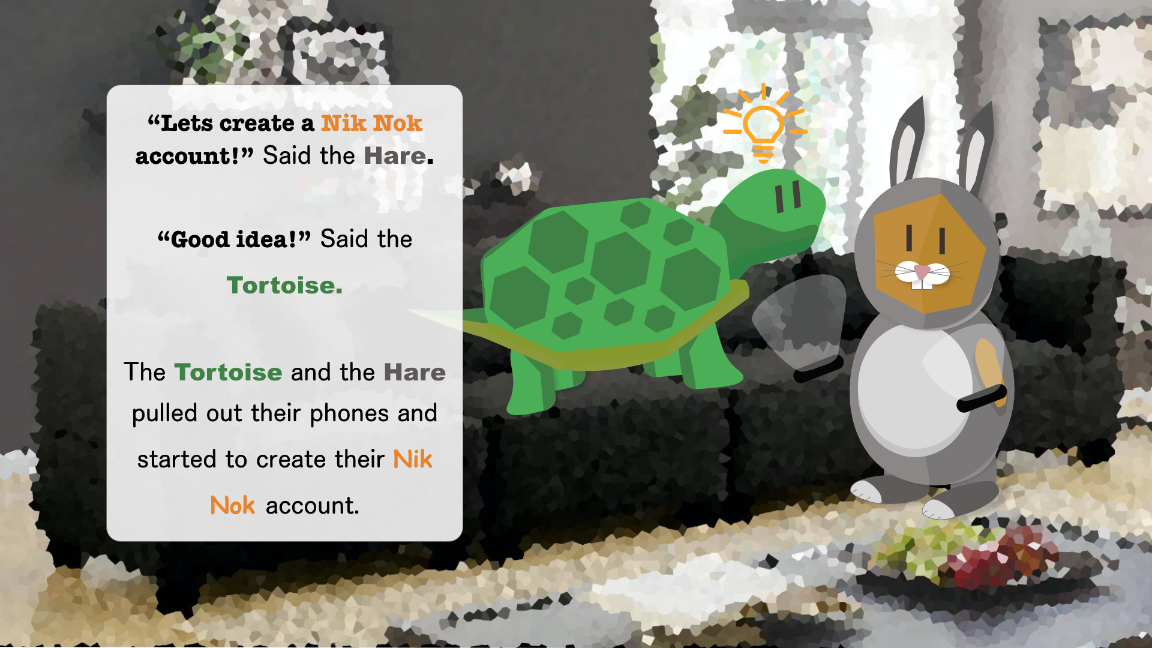 “Lets create a Nik Nok
account!” Said the Hare.
“Good idea!” Said the
Tortoise.
The Tortoise and the Hare
pulled out their phones and
started to create their Nik
Nok account.